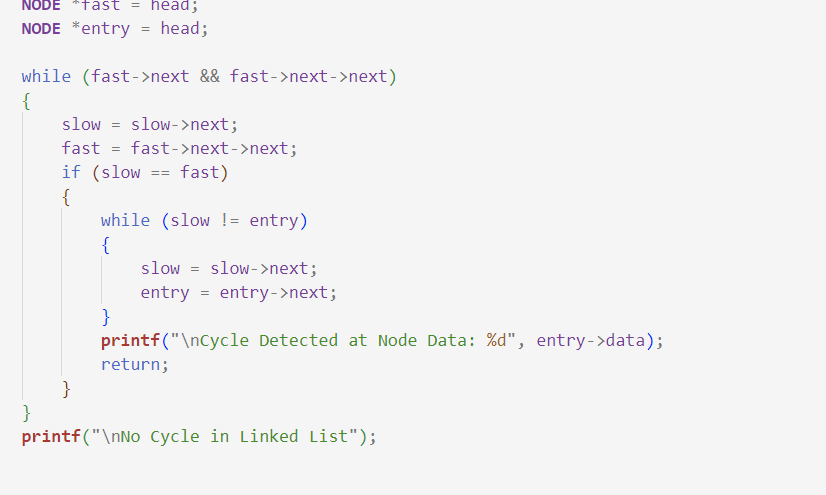 NODE *fast = head;
NODE *entry = head;
while (fast->next && fast->next->next)
{
slow = slow->next;
fast = fast->next->next;
if (slow == fast)
{
while (slow != entry)
{
slow = slow->next;
entry = entry->next;
}
printf("\nCycle Detected at Node Data: %d", entry->data);
return;
}
}
printf("\nNo Cycle in Linked List");